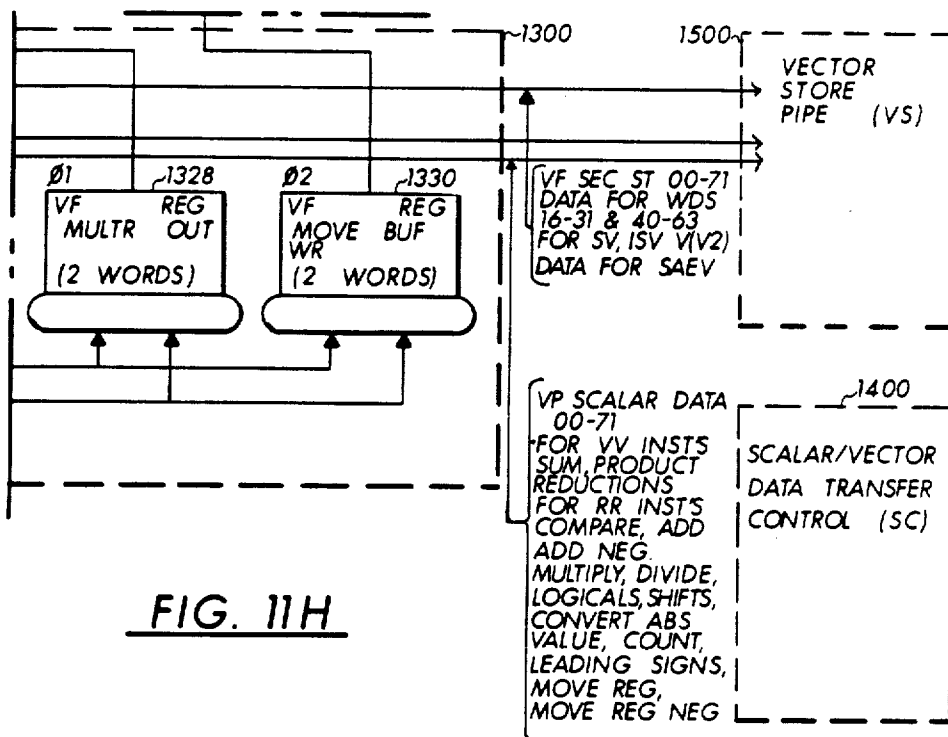 1300
1500
VECTOR
STORE
PIPE (VS)
Ø1
1328
Ø2
1330
VF REG
MULTR OUT
(2 WORDS)
VF REG
MOVE BUF
WR
(2 WORDS)
VF SEC ST 00-71
DATA FOR WDS
16-31 & 40-63
FOR SV, ISV V(V2)
DATA FOR SAEV
VP SCALAR DATA
00-71
FOR VV INST'S
SUM, PRODUCT
REDUCTIONS
FOR RR INST'S
COMPARE, ADD
ADD NEG.
MULTIPLY, DIVIDE,
LOGICALS, SHIFTS,
CONVERT ABS
VALUE, COUNT,
LEADING SIGNS,
MOVE REG,
MOVE REG NEG
1400
SCALAR/VECTOR
DATA TRANSFER
CONTROL (SC)
FIG. 11H